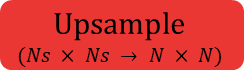 Upsample
(Ns × Ns → N × N)